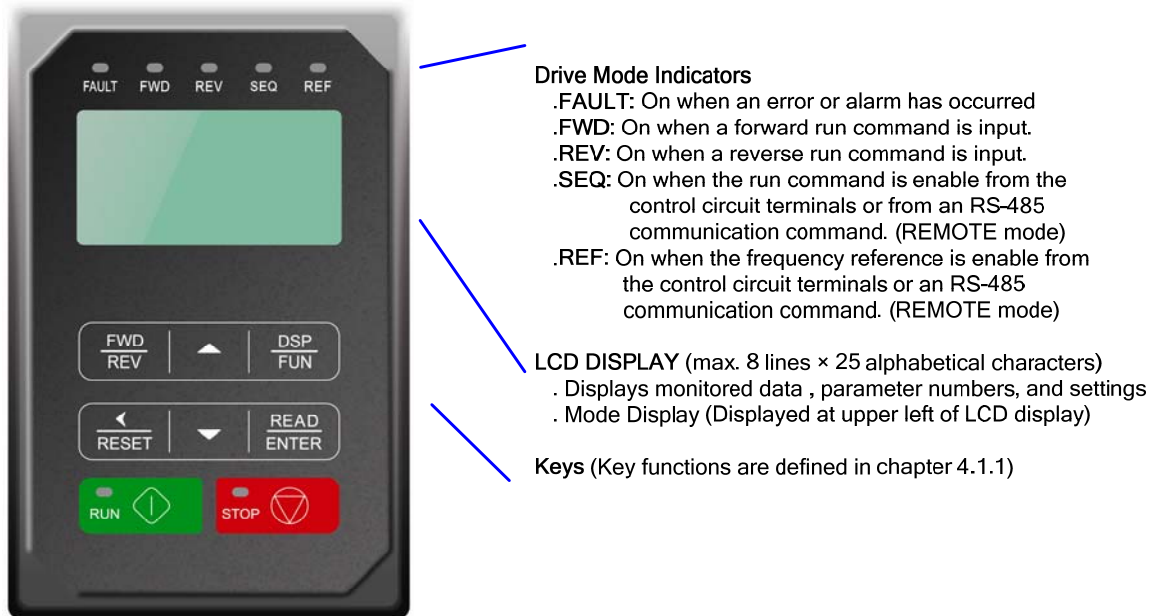 FAULT FWD REV SEQ REF
FWD
REV
DSP
FUN
RESET
READ
ENTER
RUN
STOP
Drive Mode Indicators
.FAULT: On when an error or alarm has occurred
.FWD: On when a forward run command is input.
.REV: On when a reverse run command is input.
.SEQ: On when the run command is enable from the
control circuit terminals or from an RS-485
communication command. (REMOTE mode)
.REF: On when the frequency reference is enable from
the control circuit terminals or an RS-485
communication command. (REMOTE mode)
LCD DISPLAY (max. 8 lines × 25 alphabetical characters)
. Displays monitored data , parameter numbers, and settings
. Mode Display (Displayed at upper left of LCD display)
Keys (Key functions are defined in chapter 4.1.1)